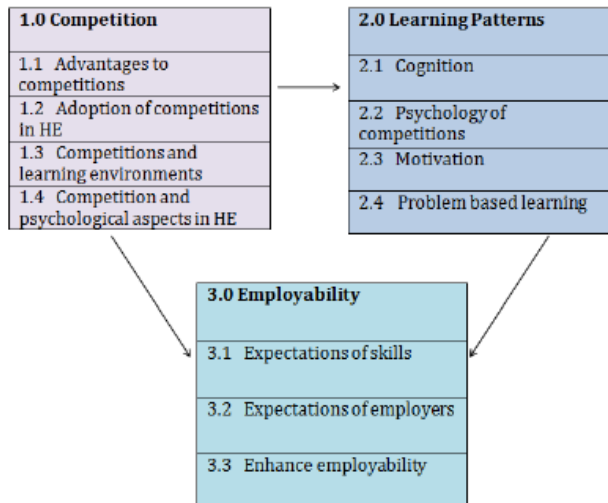 1.0 Competition
1.1 Advantages to
competitions
1.2 Adoption of competitions
in HE
1.3 Competitions and
learning environments
1.4 Competition and
psychological aspects in HE
2.0 Learning Patterns
2.1 Cognition
2.2 Psychology of
competitions
2.3 Motivation
2.4 Problem based learning
3.0 Employability
3.1 Expectations of skills
3.2 Expectations of employers
3.3 Enhance employability